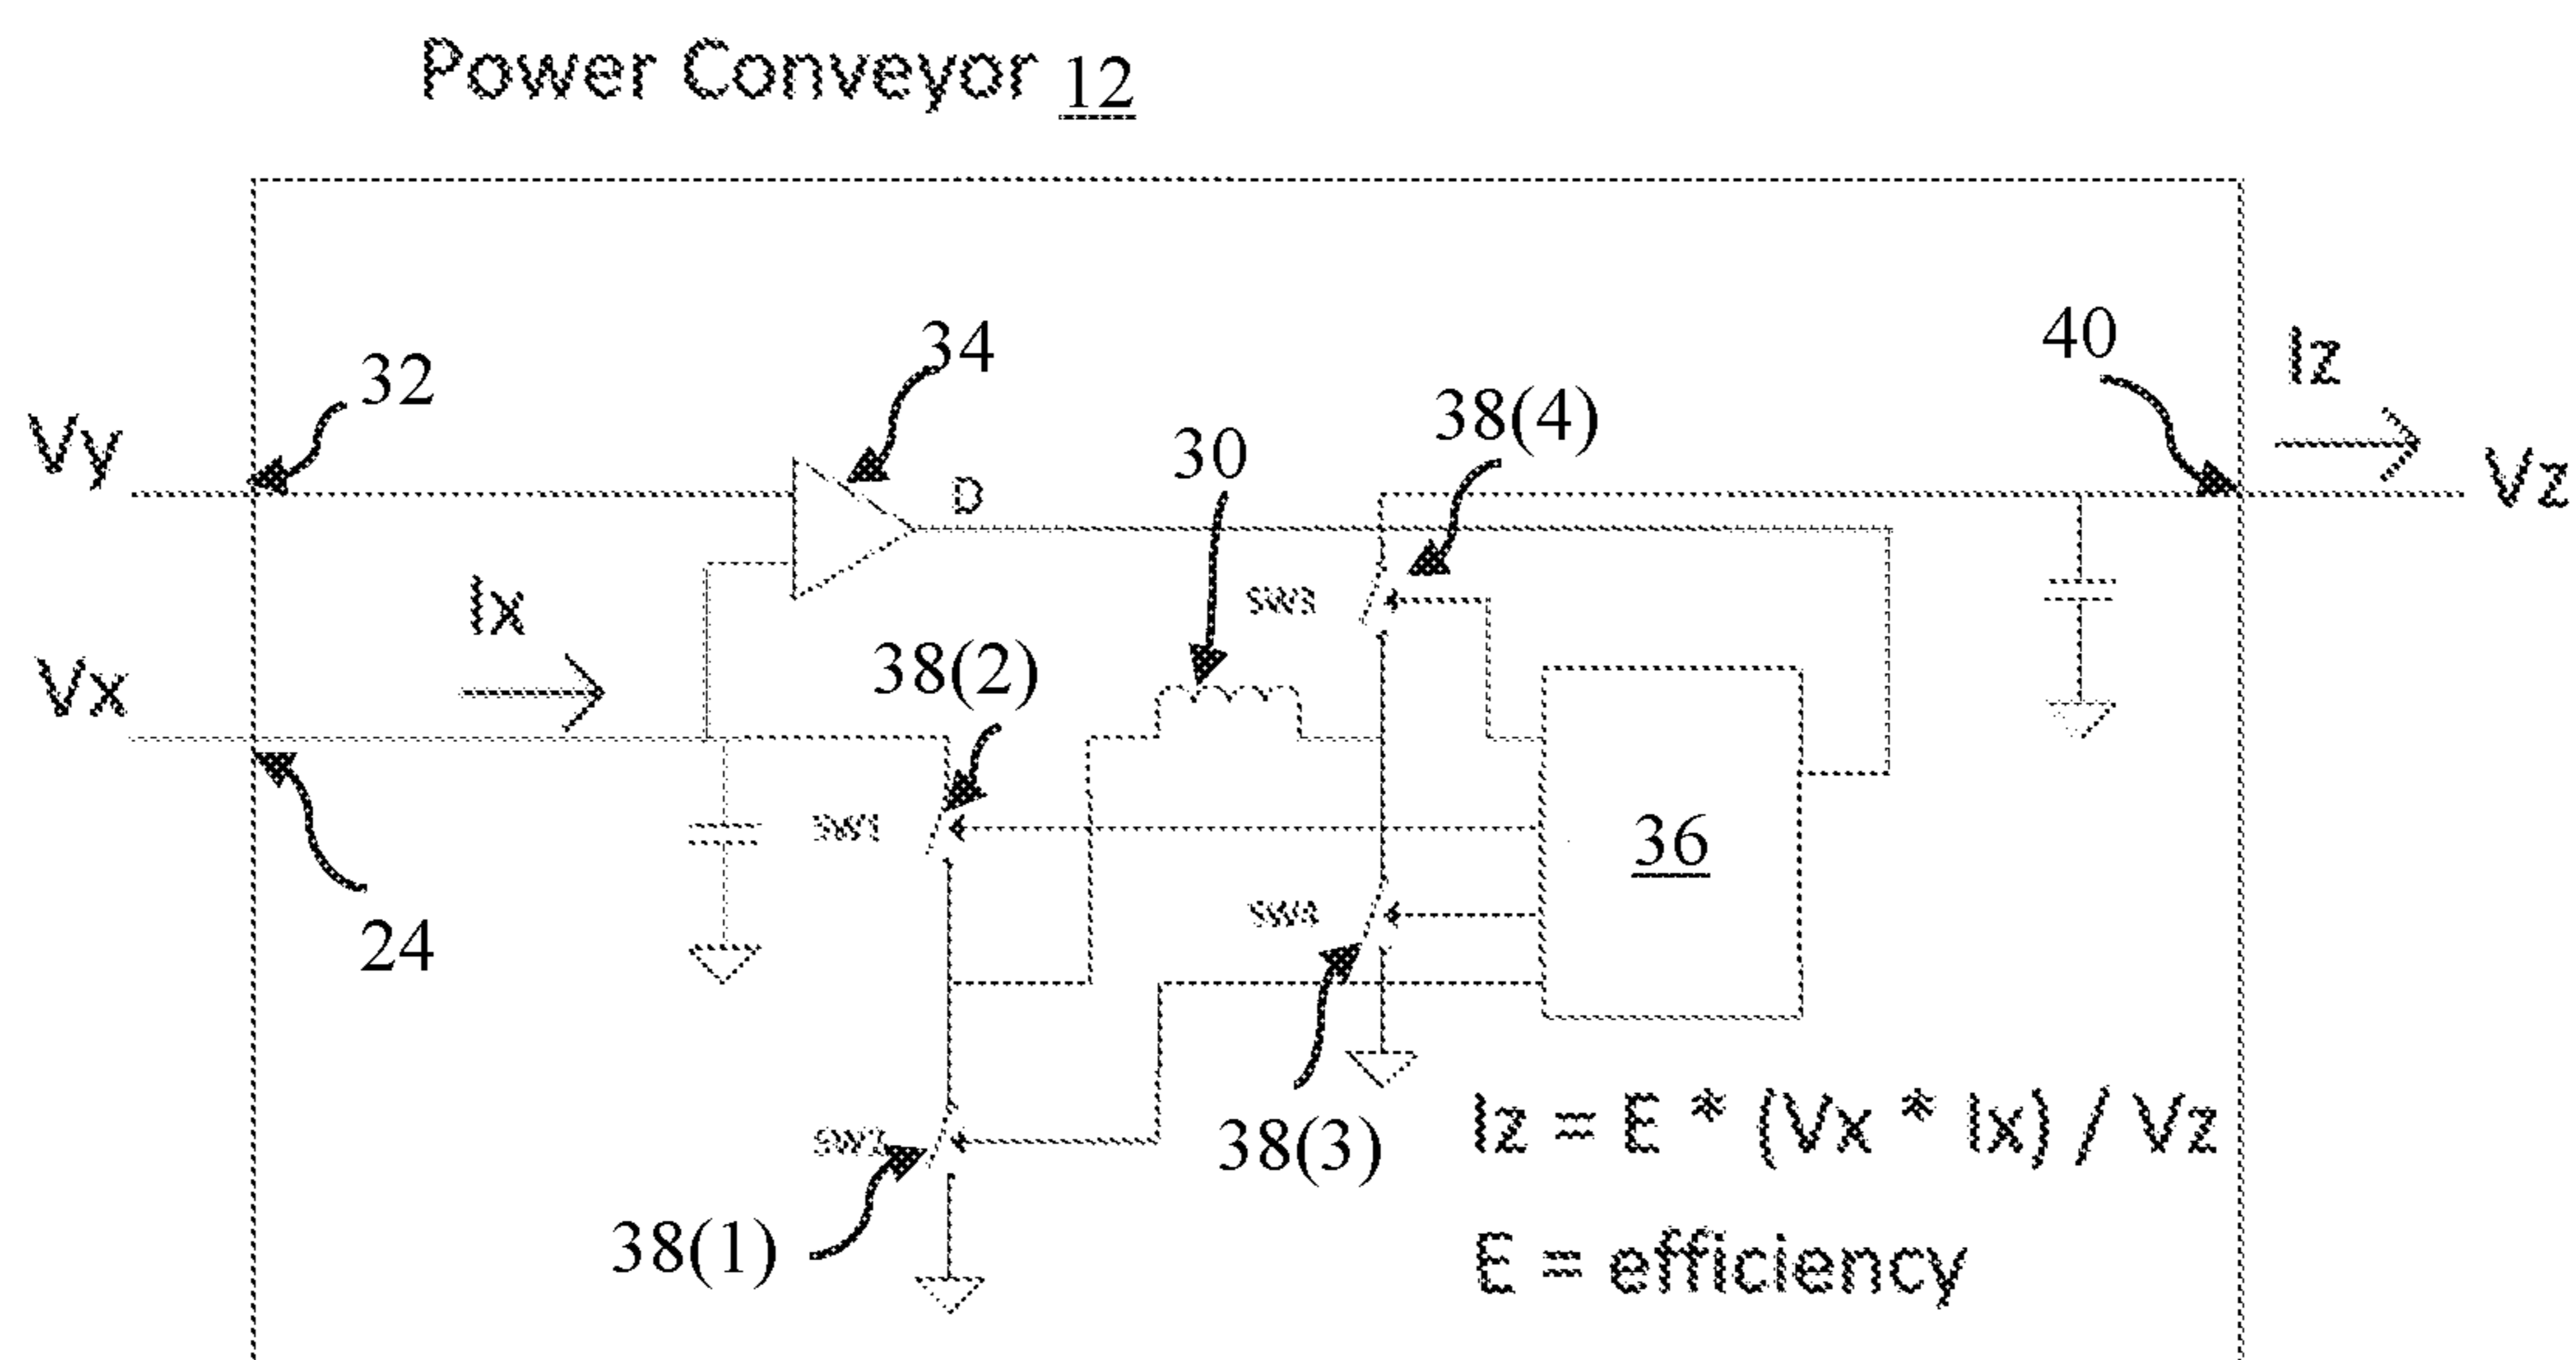 Power Conveyor 12
40
Iz
34
32
38(4)
Vy
30
D
Vz
Ix
SW3
38(2)
Vx
SW1
36
SW4
24
38(3)
Iz = E * (Vx * Ix) / Vz
38(1)
E = efficiency